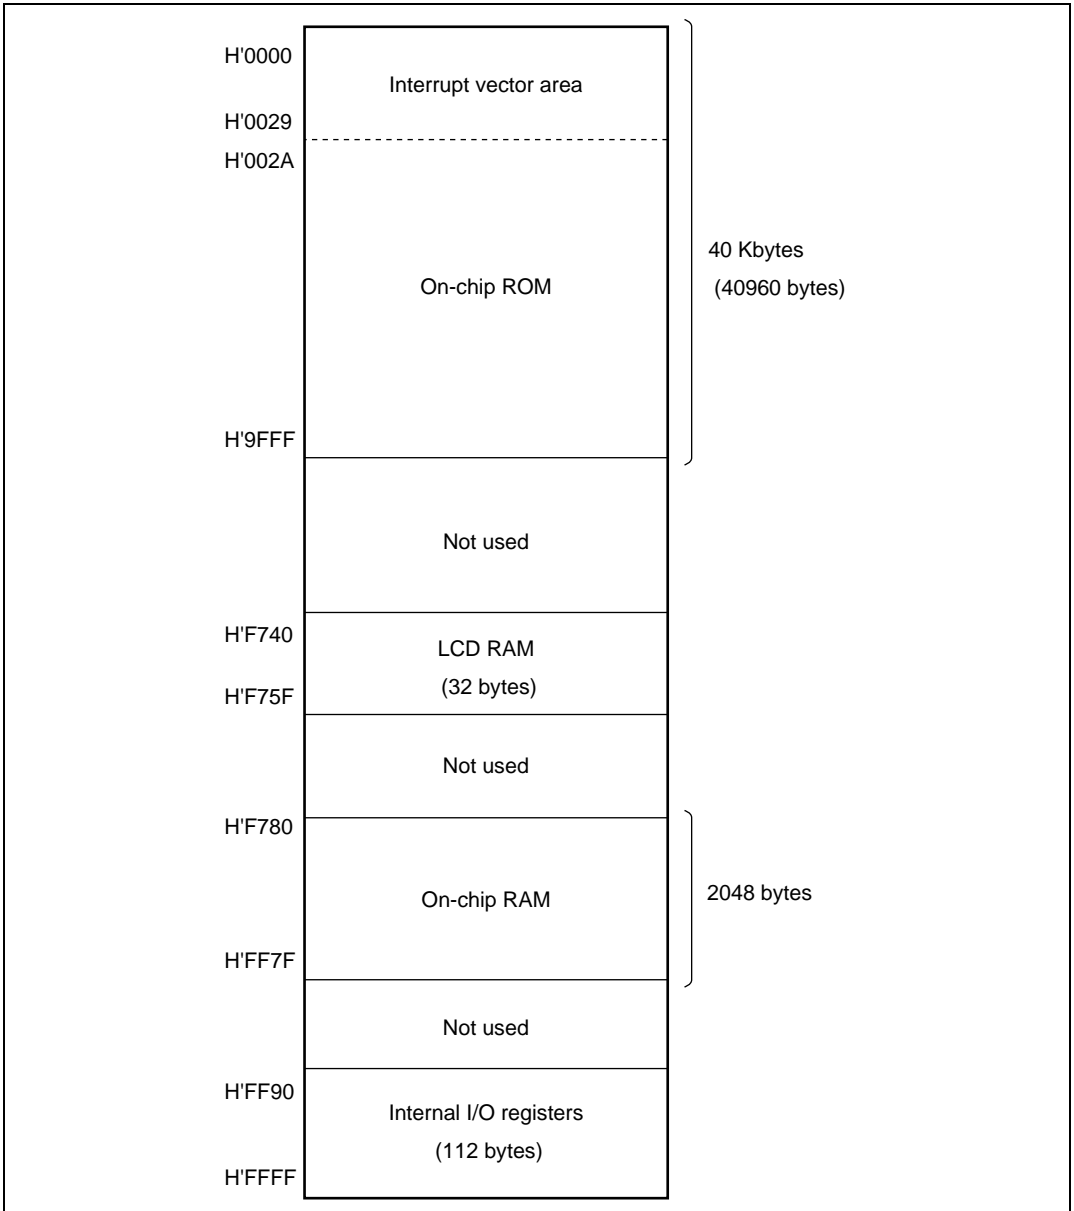 H'0000
Interrupt vector area
H'0029
H'002A
40 Kbytes
On-chip ROM
(40960 bytes)
H'9FFF
Not used
H'F740
LCD RAM
(32 bytes)
H'F75F
Not used
H'F780
On-chip RAM
2048 bytes
H'FF7F
Not used
H'FF90
Internal I/O registers
(112 bytes)
H'FFFF